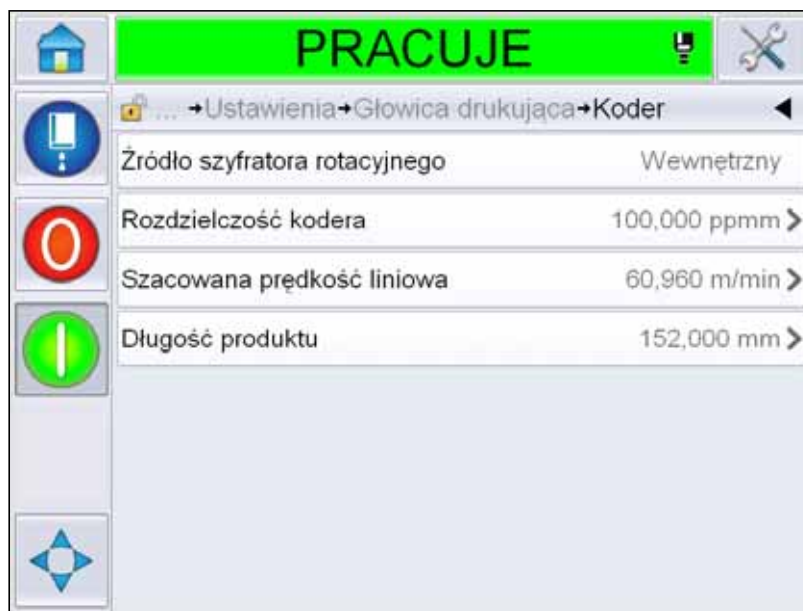 PRACUJE
... →Ustawienia→Głowica drukująca→Koder
Źródło szyfratora rotacyjnego Wewnętrzny
Rozdzielczość kodera 100,000 ppmm
Szacowana prędkość liniowa 60,960 m/min
Długość produktu 152,000 mm